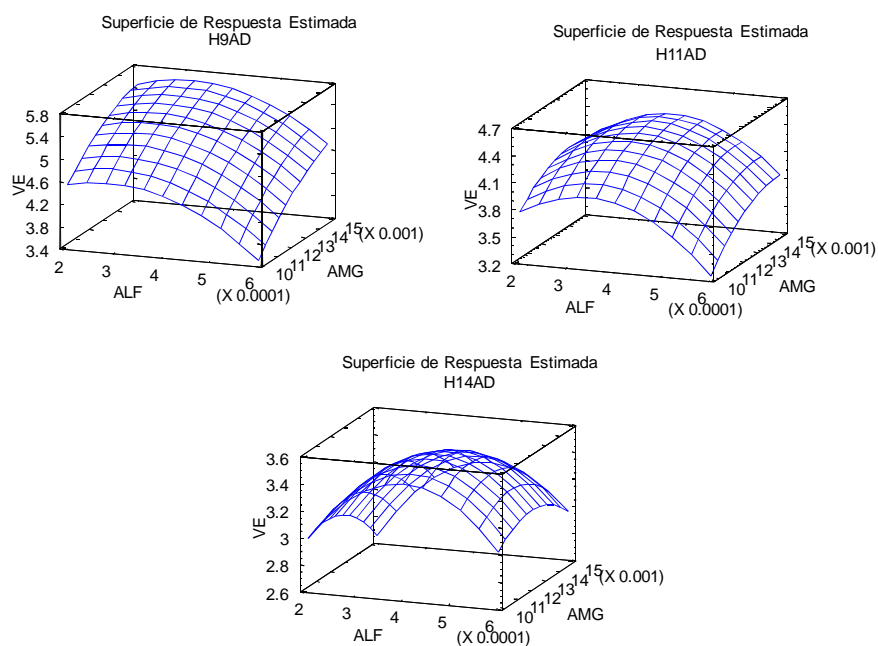 Superficie de Respuesta Estimada
H9AD
5.8
5.4
5
4.6
4.2
3.8
3.4
VE
2 3 4 5 6
(X 0.0001)
ALF
10 11 12 13 14 15
(X 0.001)
AMG
Superficie de Respuesta Estimada
H11AD
4.7
4.4
4.1
3.8
3.5
3.2
VE
2 3 4 5 6
(X 0.0001)
ALF
10 11 12 13 14 15
(X 0.001)
AMG
Superficie de Respuesta Estimada
H14AD
3.6
3.4
3.2
3
2.8
2.6
VE
2 3 4 5 6
(X 0.0001)
ALF
10 11 12 13 14 15
(X 0.001)
AMG